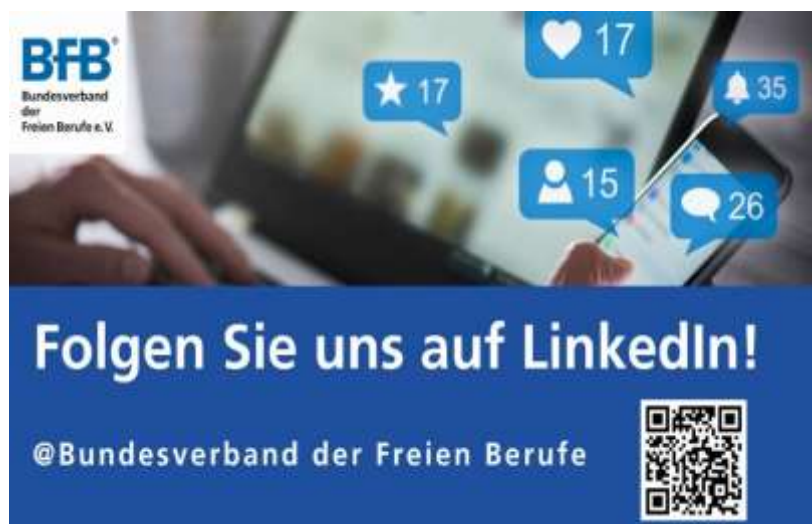 BFB®
Bundesverband
der
Freien Berufe e. V.
17
17
35
15
26
Folgen Sie uns auf LinkedIn!
@Bundesverband der Freien Berufe